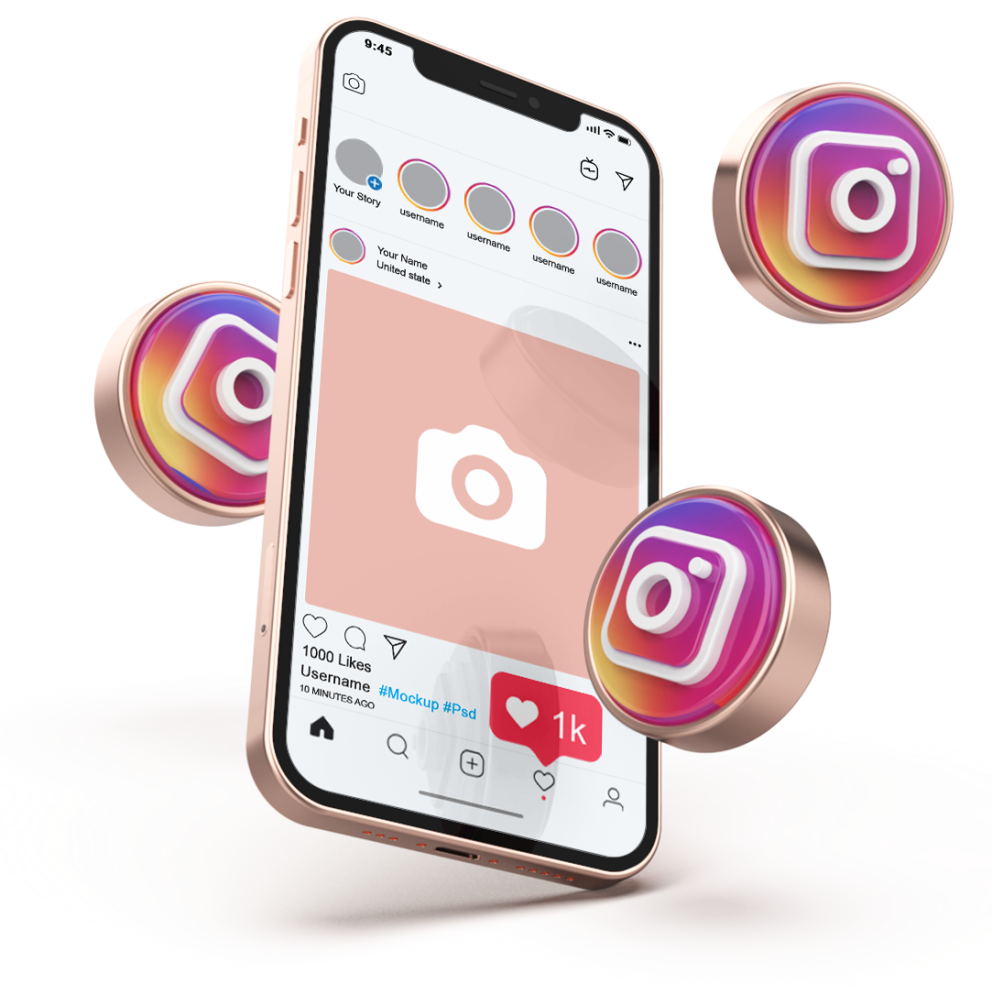 9:45
Your Story
username
username
username
username
Your Name
United state ›
1000 Likes
Username #Mockup #Psd
10 MINUTES AGO
1k